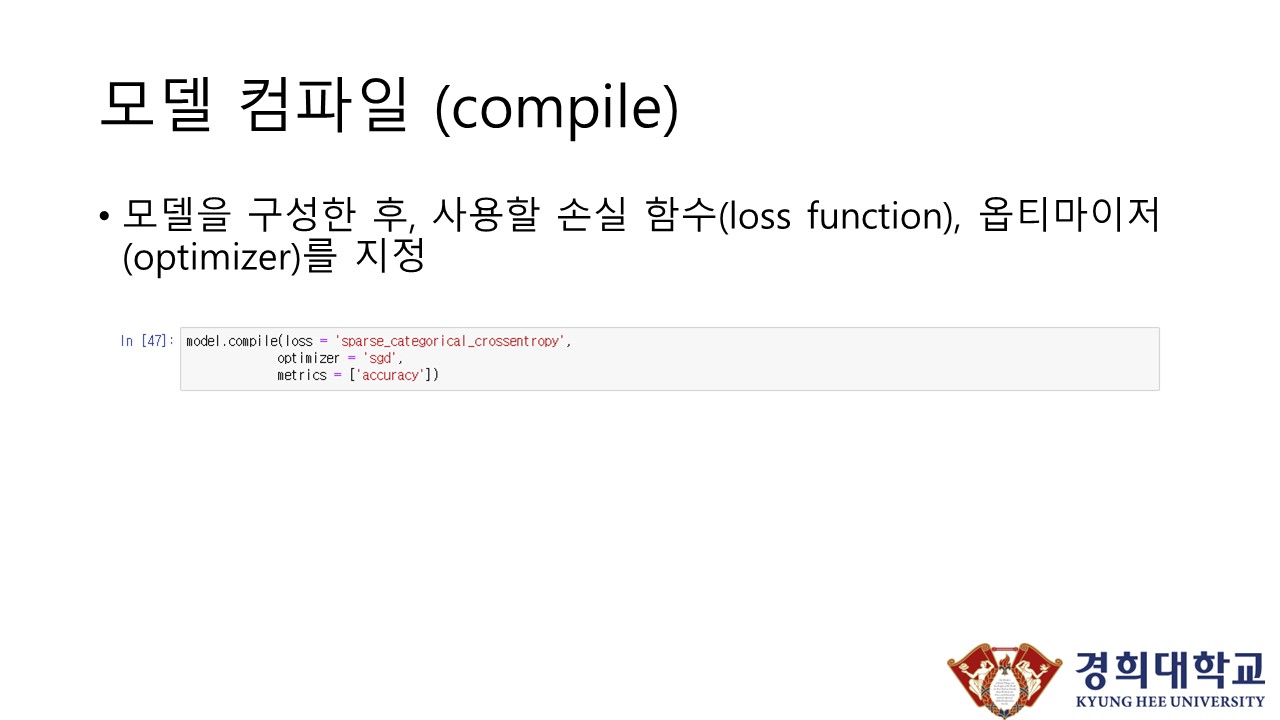 모델 컴파일 (compile)
• 모델을 구성한 후, 사용할 손실 함수(loss function), 옵티마이저
(optimizer)를 지정
In [47]: model.compile(loss = 'sparse_categorical_crossentropy',
optimizer = 'sgd',
metrics = ['accuracy'])
경희대학교
KYUNG HEE UNIVERSITY